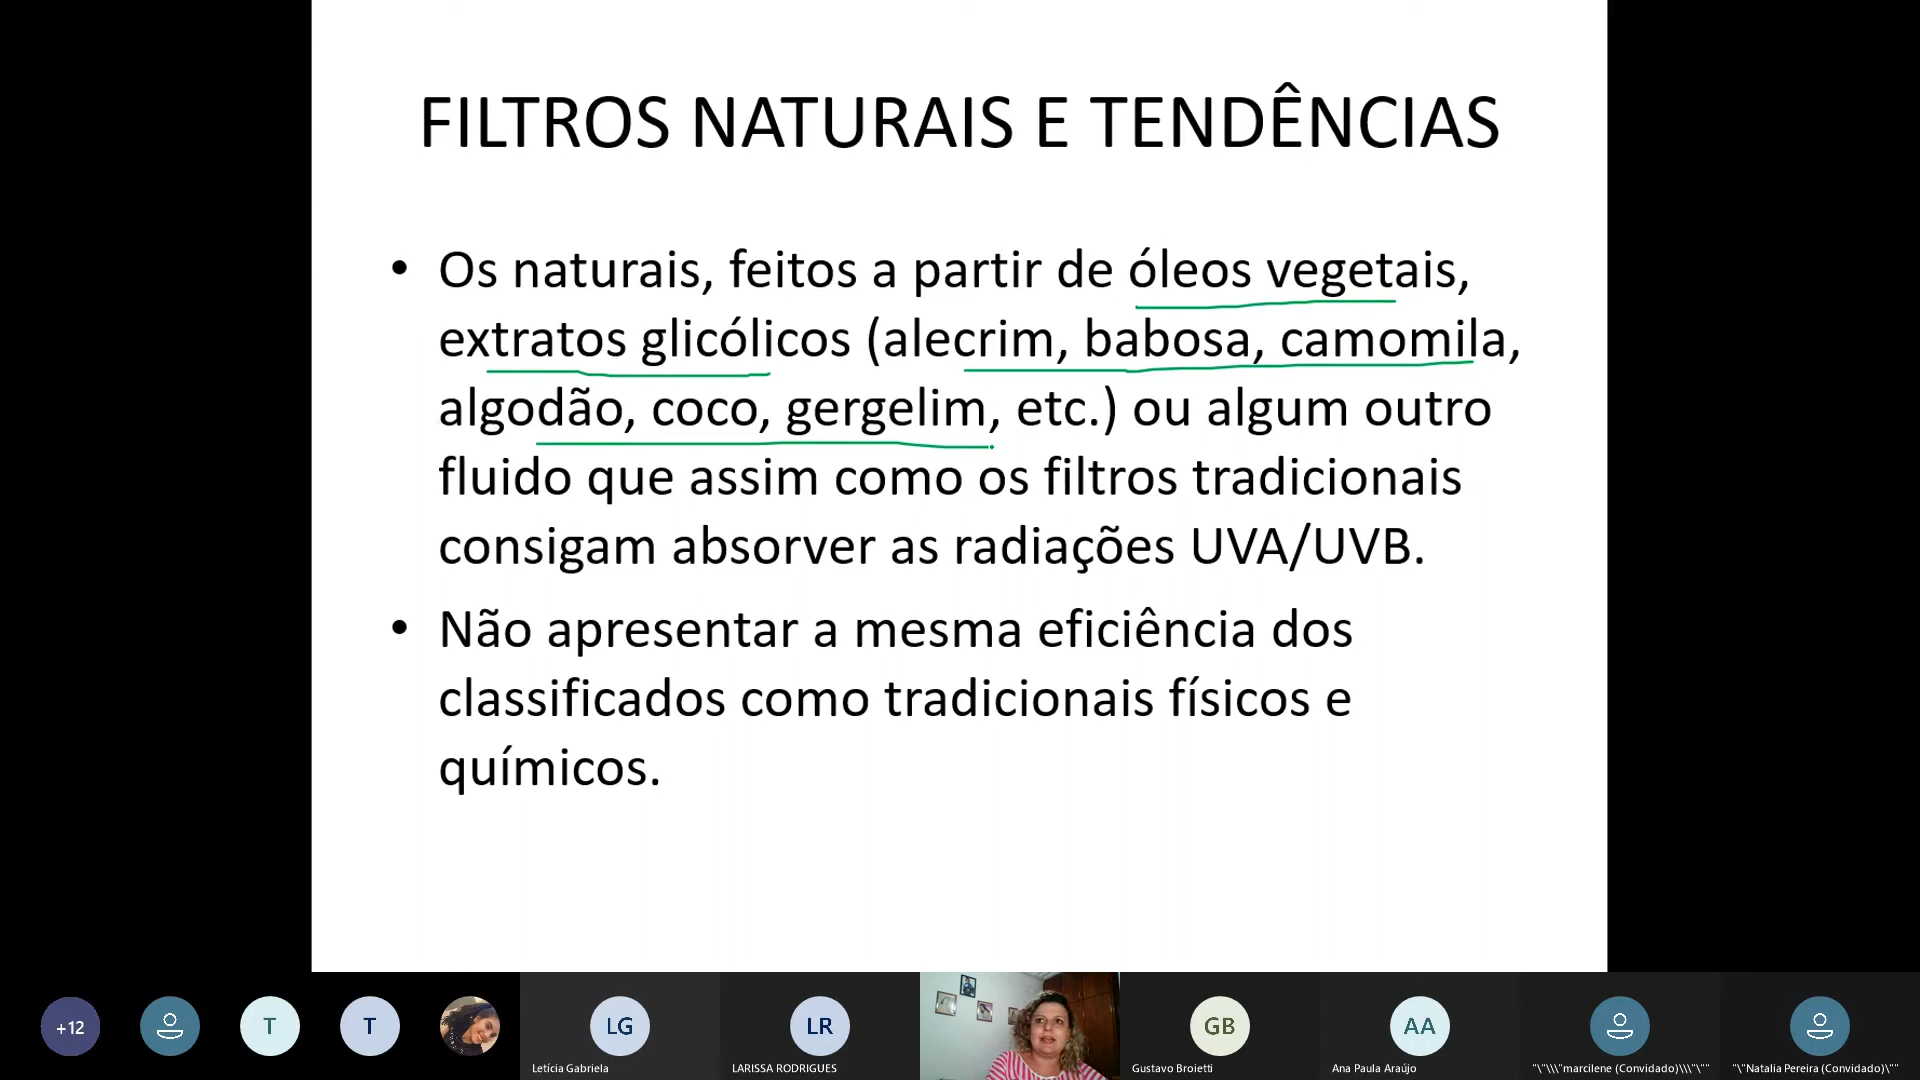 FILTROS NATURAIS E TENDÊNCIAS
• Os naturais, feitos a partir de óleos vegetais,
extratos glicólicos (alecrim, babosa, camomila,
algodão, coco, gergelim, etc.) ou algum outro
fluido que assim como os filtros tradicionais
consigam absorver as radiações UVA/UVB.
• Não apresentar a mesma eficiência dos
classificados como tradicionais físicos e
químicos.
+12
T
T
LG
LR
GB
AA
Letícia Gabriela
LARISSA RODRIGUES
Gustavo Broietti
Ana Paula Araújo
"\"\\\"marcilene (Convidado)\\\"\""
"\"Natalia Pereira (Convidado)\""